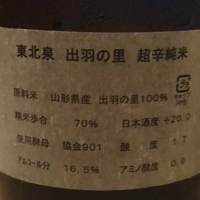 東北泉 出羽の里 超辛純米
原料米 山形県産 出羽の里100%
精米歩合 70% 日本酒度 +20.0
使用酵母 協会901 酸度 1.7
アルコール分 16.5% アミノ酸度 0.8